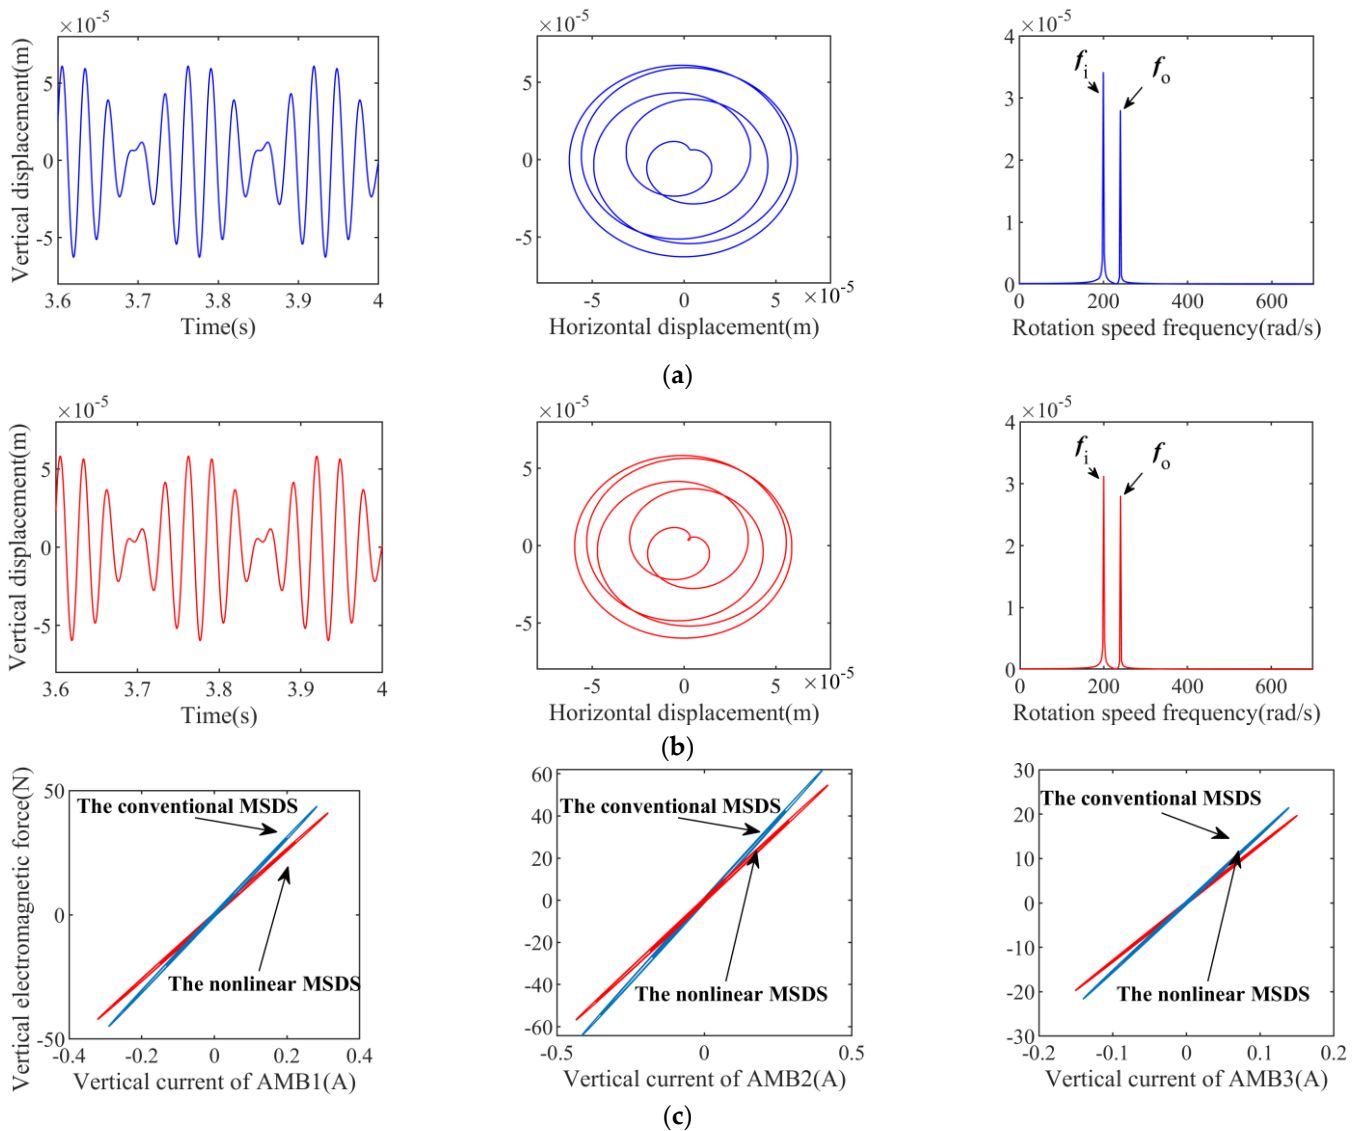 ×10-5
5
0
-5
Vertical displacement(m)
3.6 3.7 3.8 3.9 4
Time(s)
×10-5
5
0
-5
-5 0 5 ×10-5
Horizontal displacement(m)
4 ×10-5
3
2
1
0
fi
fo
0 200 400 600
Rotation speed frequency(rad/s)
(a)
×10-5
5
0
-5
Vertical displacement(m)
3.6 3.7 3.8 3.9 4
Time(s)
×10-5
5
0
-5
-5 0 5 ×10-5
Horizontal displacement(m)
4 ×10-5
3
2
1
0
fi
fo
0 200 400 600
Rotation speed frequency(rad/s)
(b)
Vertical electromagnetic force(N)
50
0
-50
The conventional MSDS
The nonlinear MSDS
-0.4 -0.2 0 0.2 0.4
Vertical current of AMB1(A)
60
40
20
0
-20
-40
-60
The conventional MSDS
The nonlinear MSDS
-0.5 0 0.5
Vertical current of AMB2(A)
30
20
10
0
-10
-20
-30
The conventional MSDS
The nonlinear MSDS
-0.2 -0.1 0 0.1 0.2
Vertical current of AMB3(A)
(c)